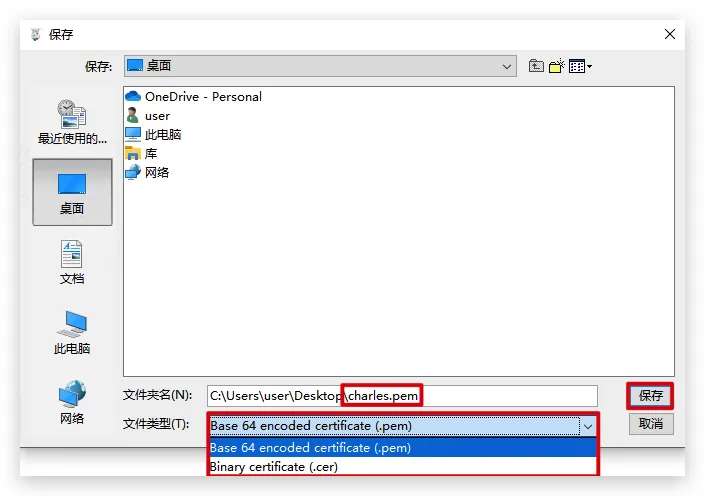 保存
保存:
桌面
OneDrive - Personal
user
此电脑
库
网络
最近使用的...
桌面
文档
此电脑
网络
文件夹名(N):
C:\Users\user\Desktop\charles.pem
保存
文件类型(T):
Base 64 encoded certificate (.pem)
取消
Base 64 encoded certificate (.pem)
Binary certificate (.cer)